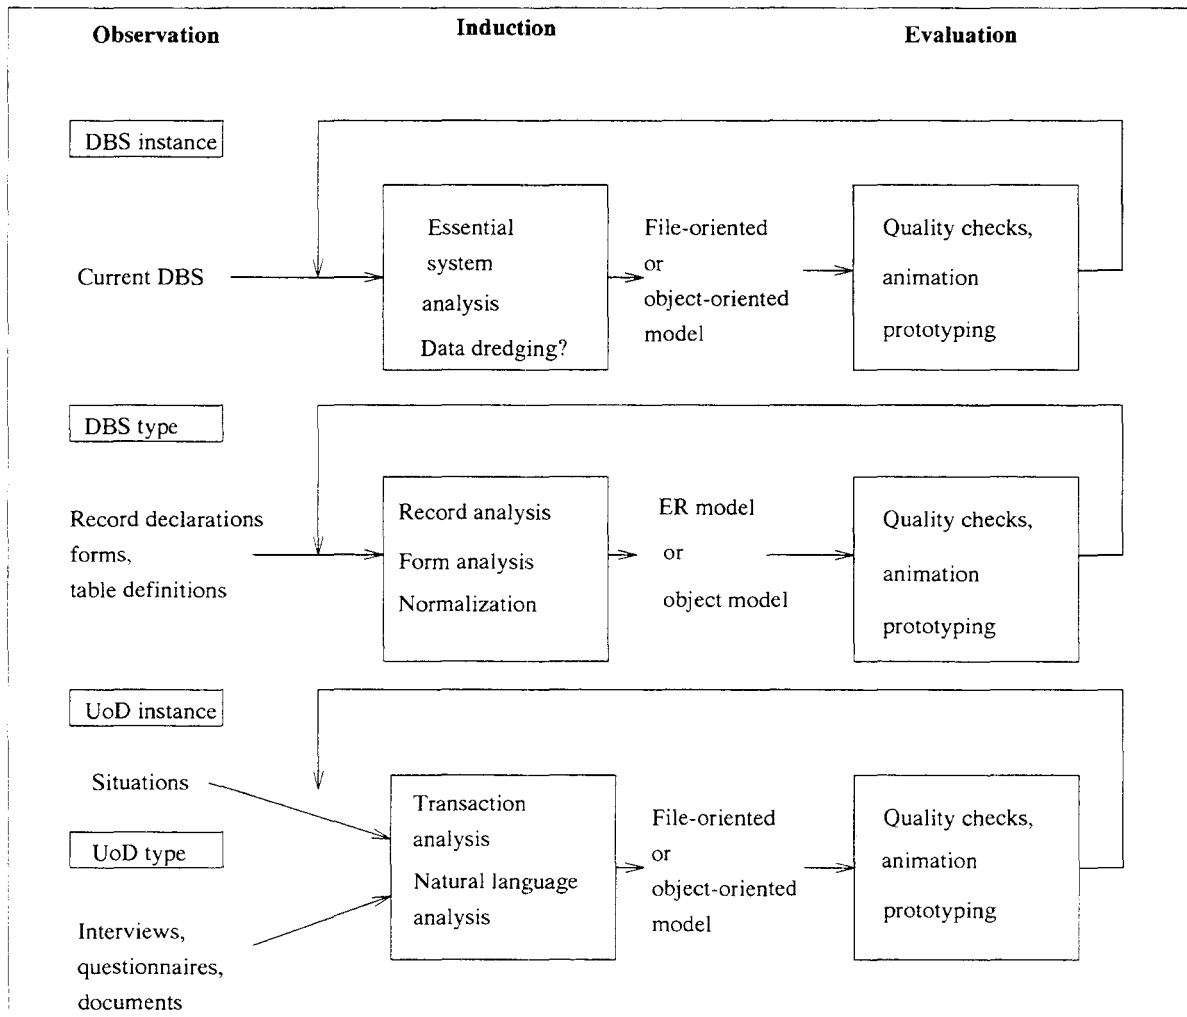 Observation
Induction
Evaluation
DBS instance
Current DBS
Essential
system
analysis
Data dredging?
File-oriented
or
object-oriented
model
Quality checks,
animation
prototyping
DBS type
Record declarations
forms,
table definitions
Record analysis
Form analysis
Normalization
ER model
or
object model
Quality checks,
animation
prototyping
UoD instance
Situations
UoD type
Interviews,
questionnaires,
documents
Transaction
analysis
Natural language
analysis
File-oriented
or
object-oriented
model
Quality checks,
animation
prototyping